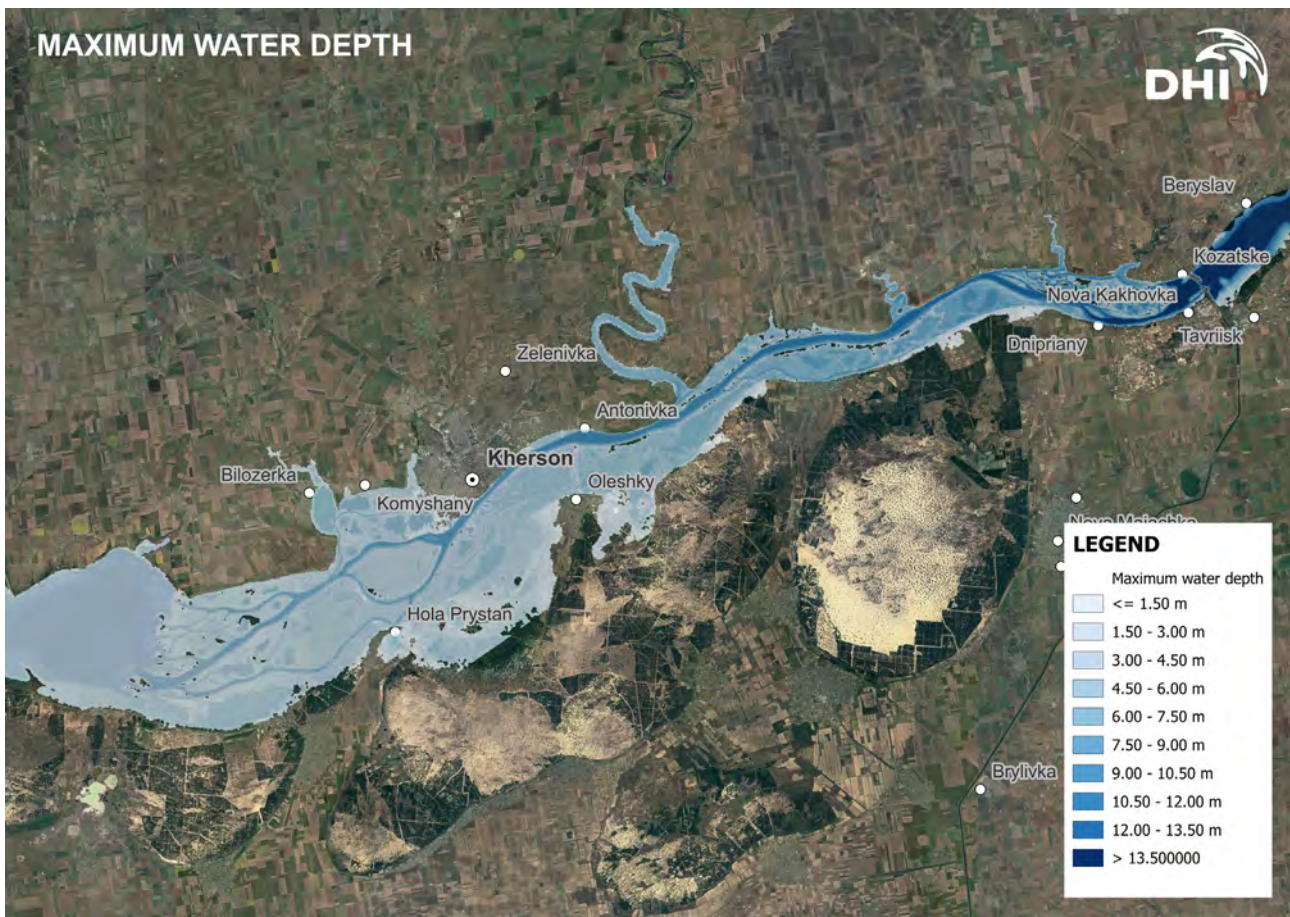 MAXIMUM WATER DEPTH
DHI
Beryslav
Kozatske
Nova Kakhovka
Tavriisk
Dnipriany
Zelenivka
Antonivka
Kherson
Bilozerka
Komyshany
Oleshky
Hola Prystan
Brylivka
LEGEND
Maximum water depth
<= 1.50 m
1.50 - 3.00 m
3.00 - 4.50 m
4.50 - 6.00 m
6.00 - 7.50 m
7.50 - 9.00 m
9.00 - 10.50 m
10.50 - 12.00 m
12.00 - 13.50 m
> 13.500000